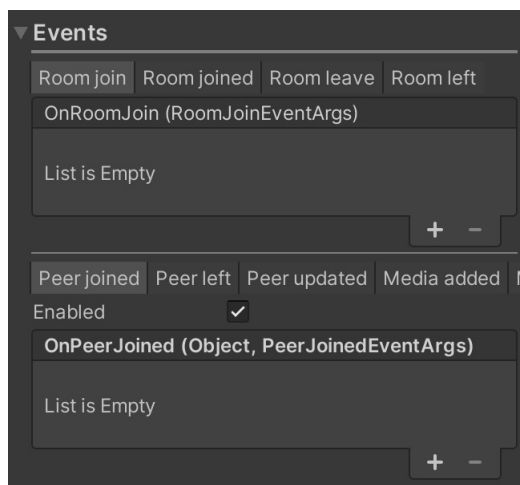 Events
Room join Room joined Room leave Room left
OnRoomJoin (RoomJoinEventArgs)
List is Empty
+ −
Peer joined Peer left Peer updated Media added
Enabled
OnPeerJoined (Object, PeerJoinedEventArgs)
List is Empty
+ −